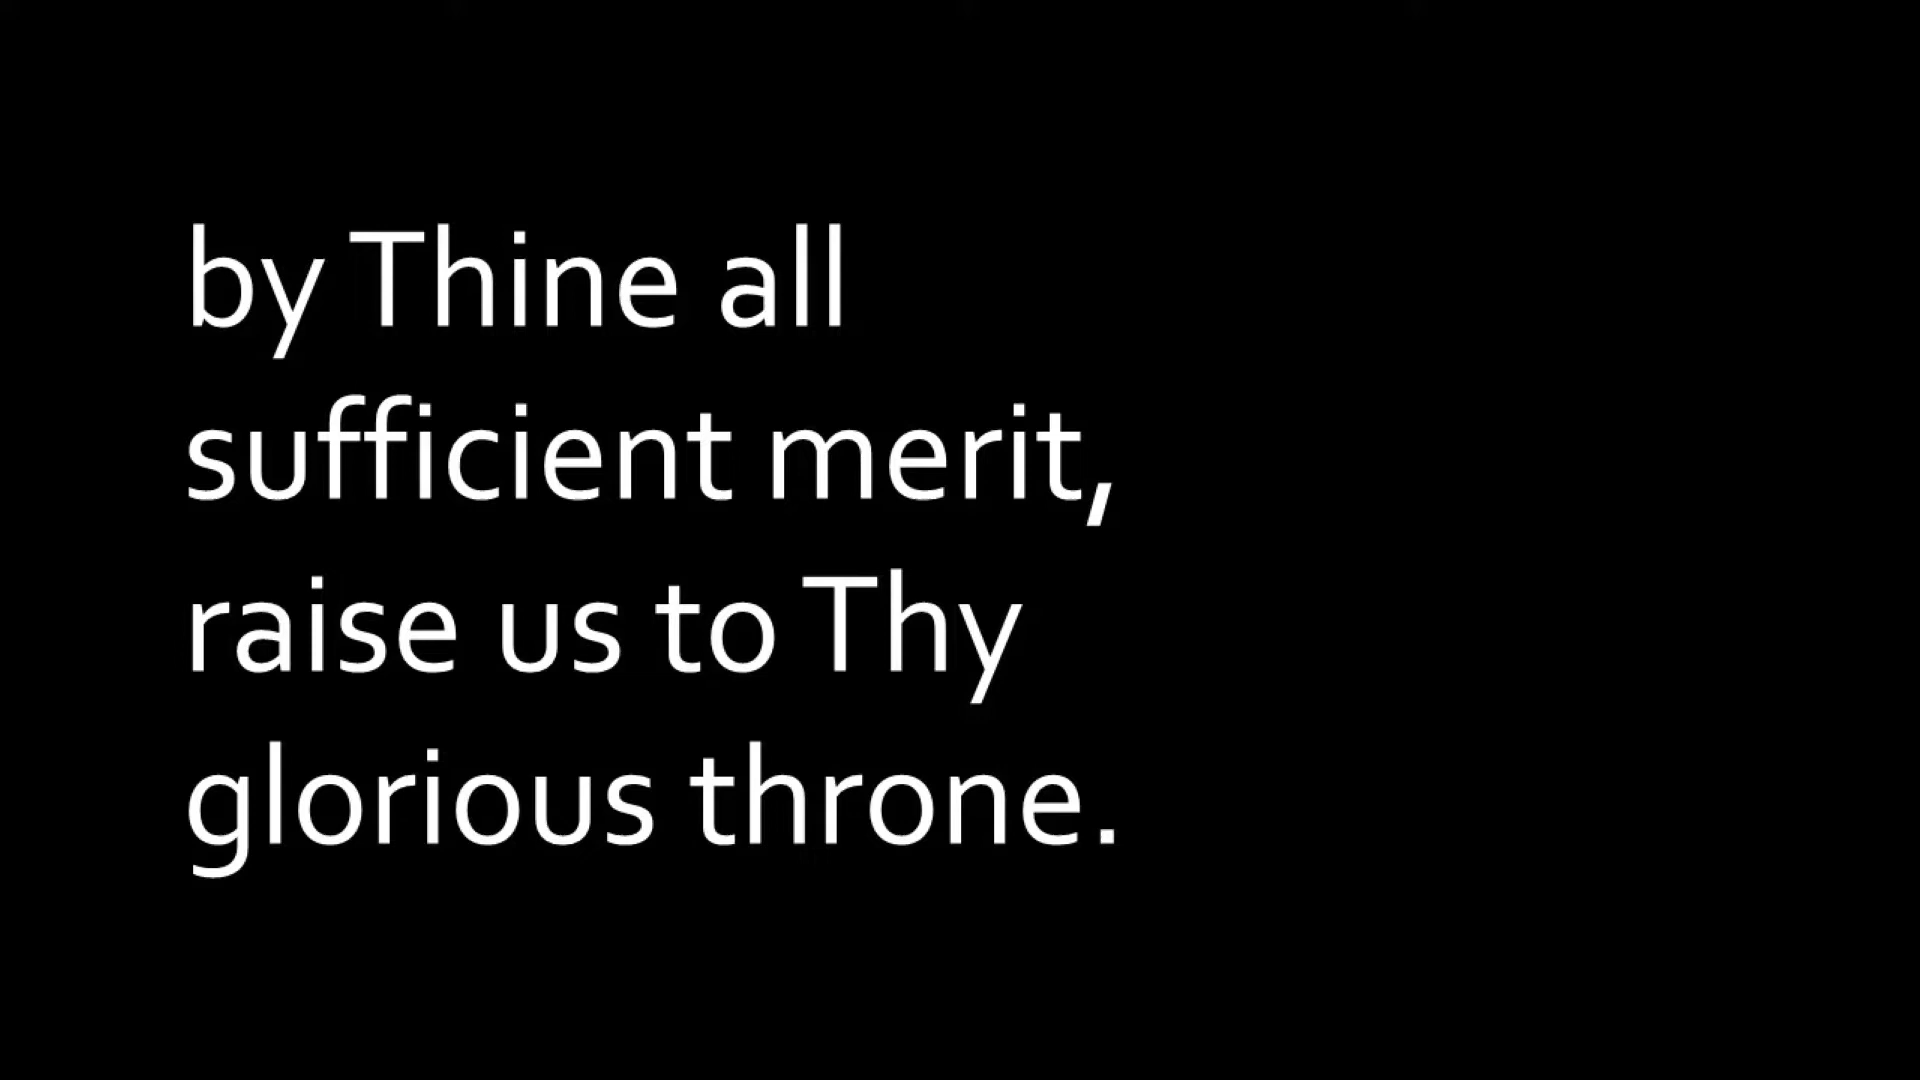 by Thine all
sufficient merit,
raise us to Thy
glorious throne.